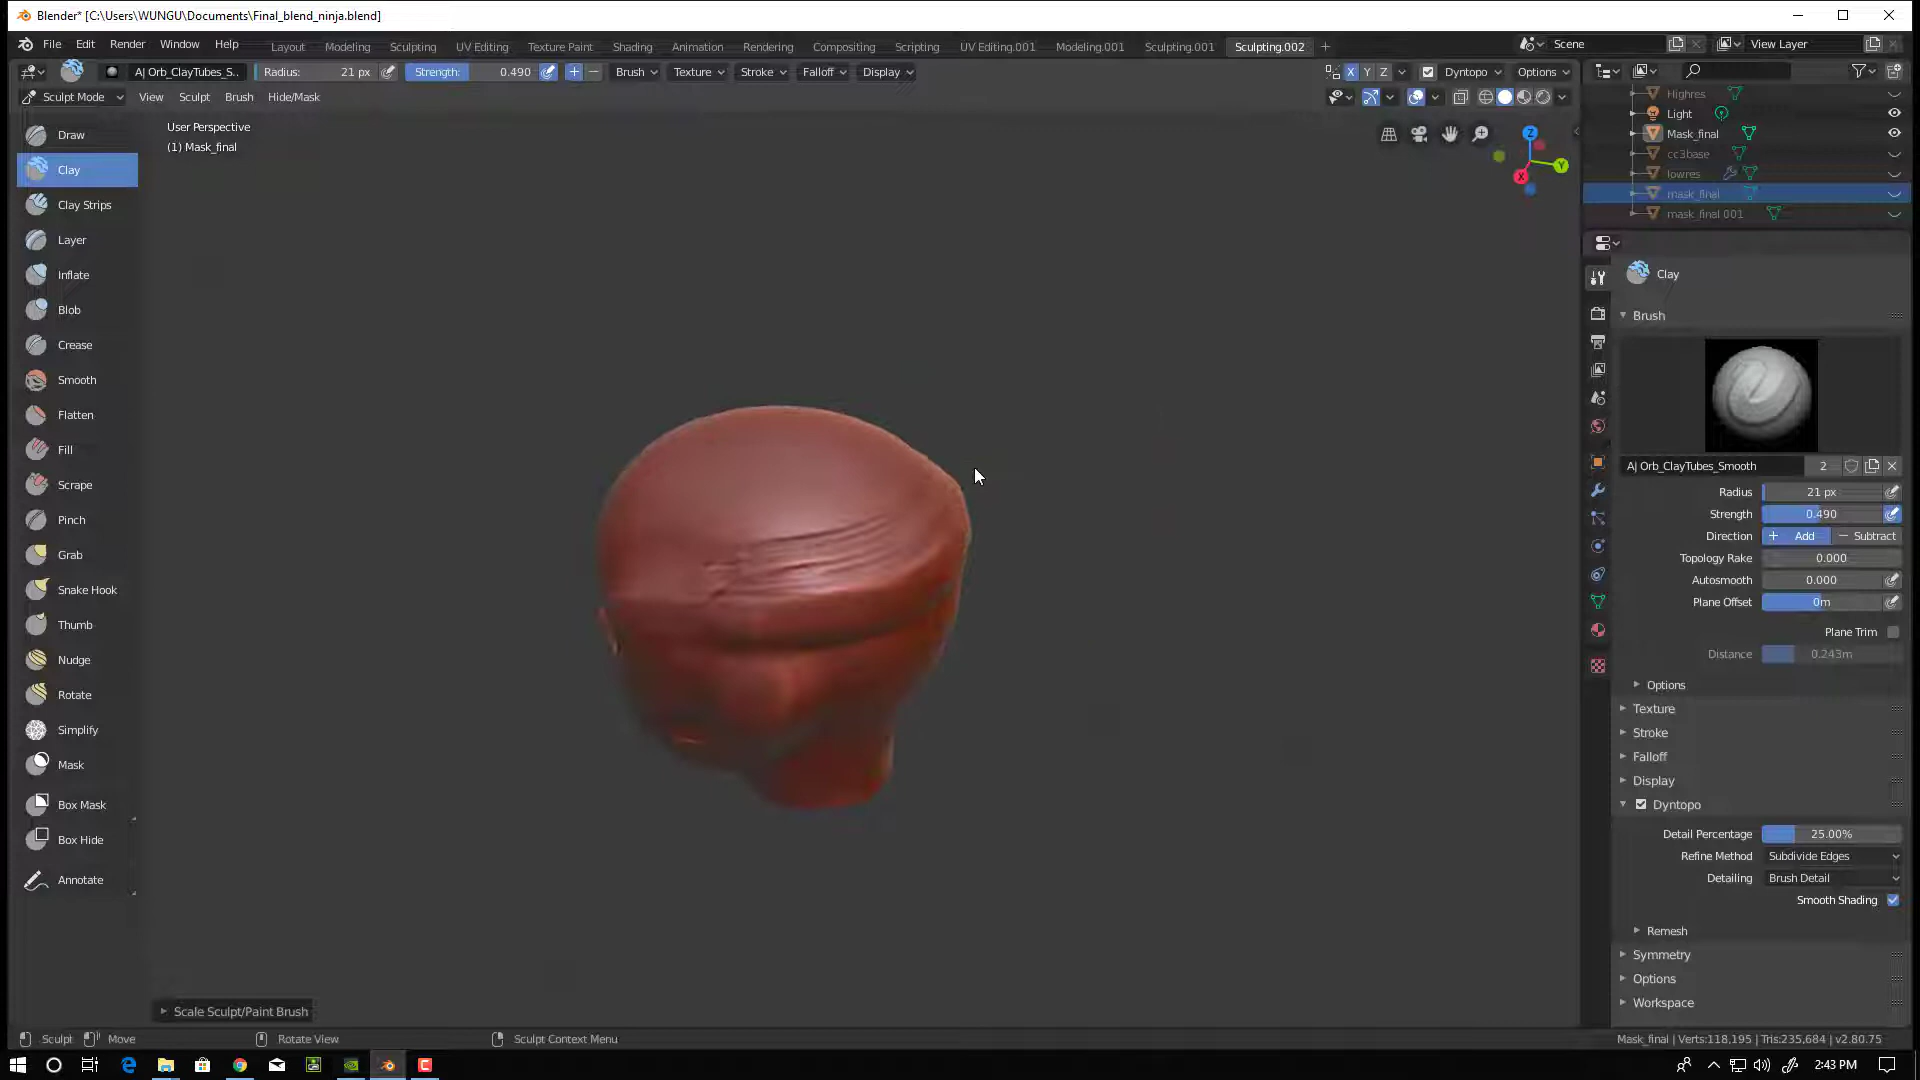 Blender* [C:\Users\WUNGU\Documents\Final_blend_ninja.blend]
File Edit Render Window Help Layout Modeling Sculpting UV Editing Texture Paint Shading Animation Rendering Compositing Scripting UV Editing.001 Modeling.001 Sculpting.001 Sculpting.002 + Scene View Layer
A| Orb_ClayTubes_S.. Radius: 21 px Strength: 0.490 + − Brush Texture Stroke Falloff Display X Y Z Dyntopo Options
Sculpt Mode View Sculpt Brush Hide/Mask
User Perspective
(1) Mask_final
Z
Y
X
Draw
Clay
Clay Strips
Layer
Inflate
Blob
Crease
Smooth
Flatten
Fill
Scrape
Pinch
Grab
Snake Hook
Thumb
Nudge
Rotate
Simplify
Mask
Box Mask
Box Hide
Annotate
Scale Sculpt/Paint Brush
Highres
Light
Mask_final
cc3base
lowres
mask_final
mask_final 001
Clay
Brush
A| Orb_ClayTubes_Smooth 2
Radius 21 px
Strength 0.490
Direction + Add − Subtract
Topology Rake 0.000
Autosmooth 0.000
Plane Offset 0m
Plane Trim
Distance 0.243m
Options
Texture
Stroke
Falloff
Display
Dyntopo
Detail Percentage 25.00%
Refine Method Subdivide Edges
Detailing Brush Detail
Smooth Shading
Remesh
Symmetry
Options
Workspace
Sculpt Move Rotate View Sculpt Context Menu Mask_final | Verts:118,195 | Tris:235,684 | v2.80.75
2:43 PM